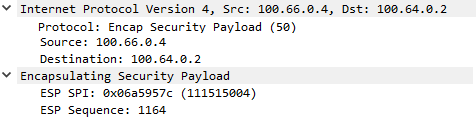 Internet Protocol Version 4, Src: 100.66.0.4, Dst: 100.64.0.2
Protocol: Encap Security Payload (50)
Source: 100.66.0.4
Destination: 100.64.0.2
Encapsulating Security Payload
ESP SPI: 0x06a5957c (111515004)
ESP Sequence: 1164